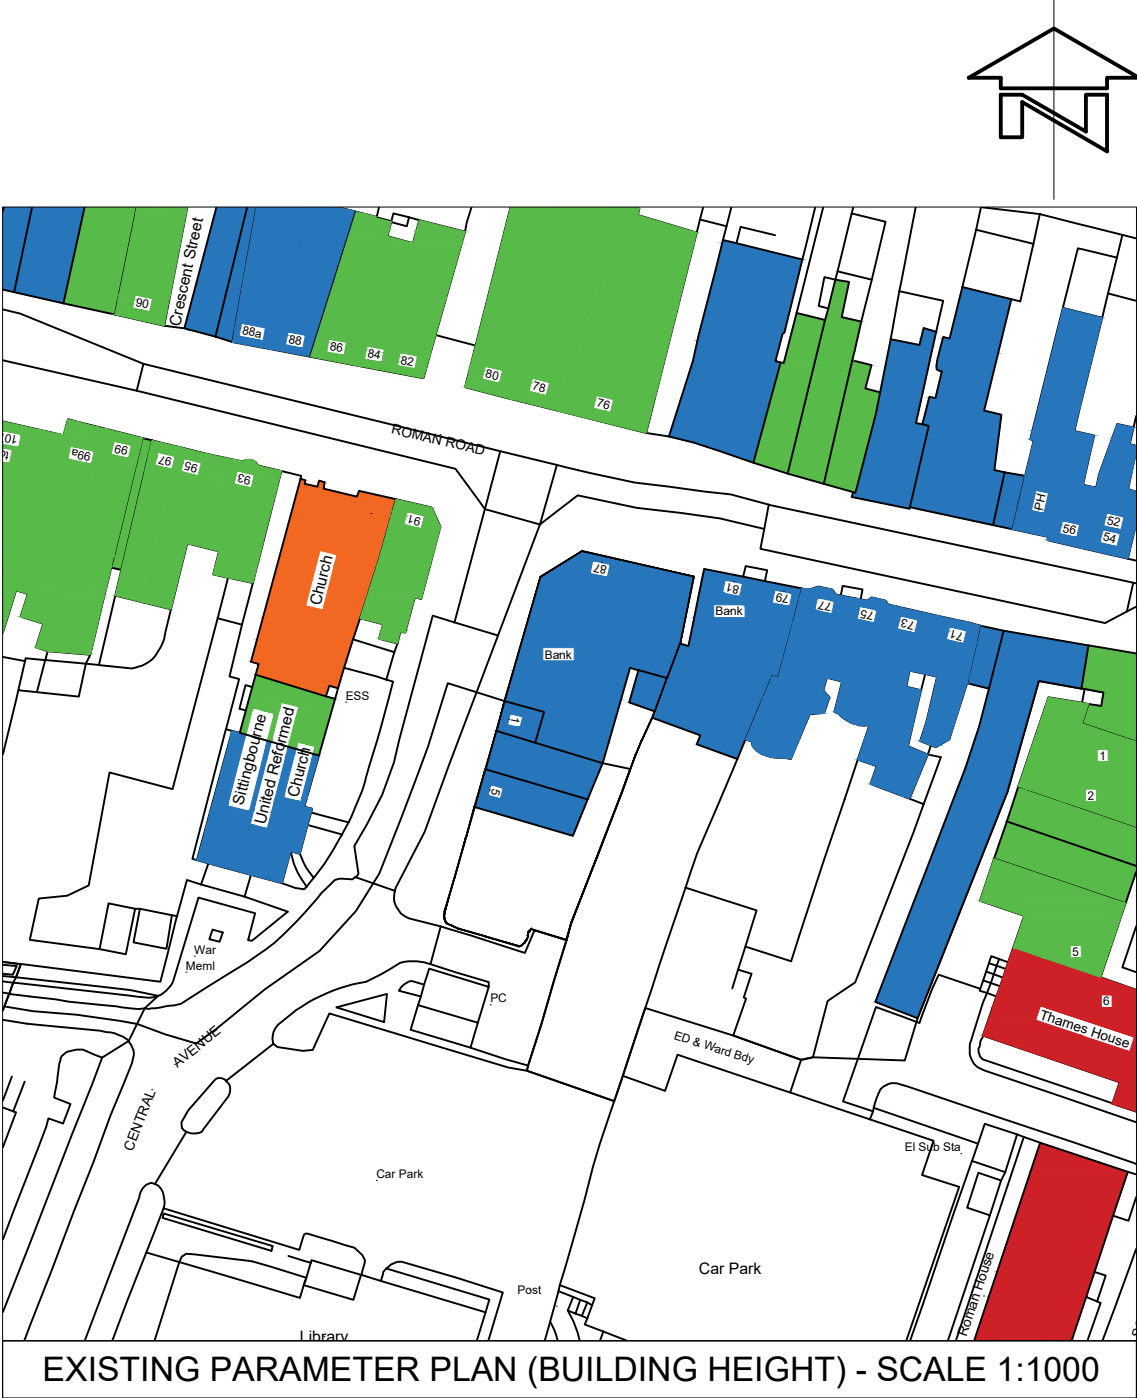 N
Crescent Street
90
88a
88
86
84
82
80
78
76
ROMAN ROAD
101
to
99a
99
97
95
93
91
Church
87
81
79
77
75
73
71
Bank
Bank
PH
56
52
54
ESS
Sittingbourne
United Reformed
Church
1
5
1
2
5
6
Thames House
War
Meml
PC
ED & Ward Bdy
CENTRAL
AVENUE
El Sub Sta
Car Park
Car Park
Post
Roman House
Library
EXISTING PARAMETER PLAN (BUILDING HEIGHT) - SCALE 1:1000